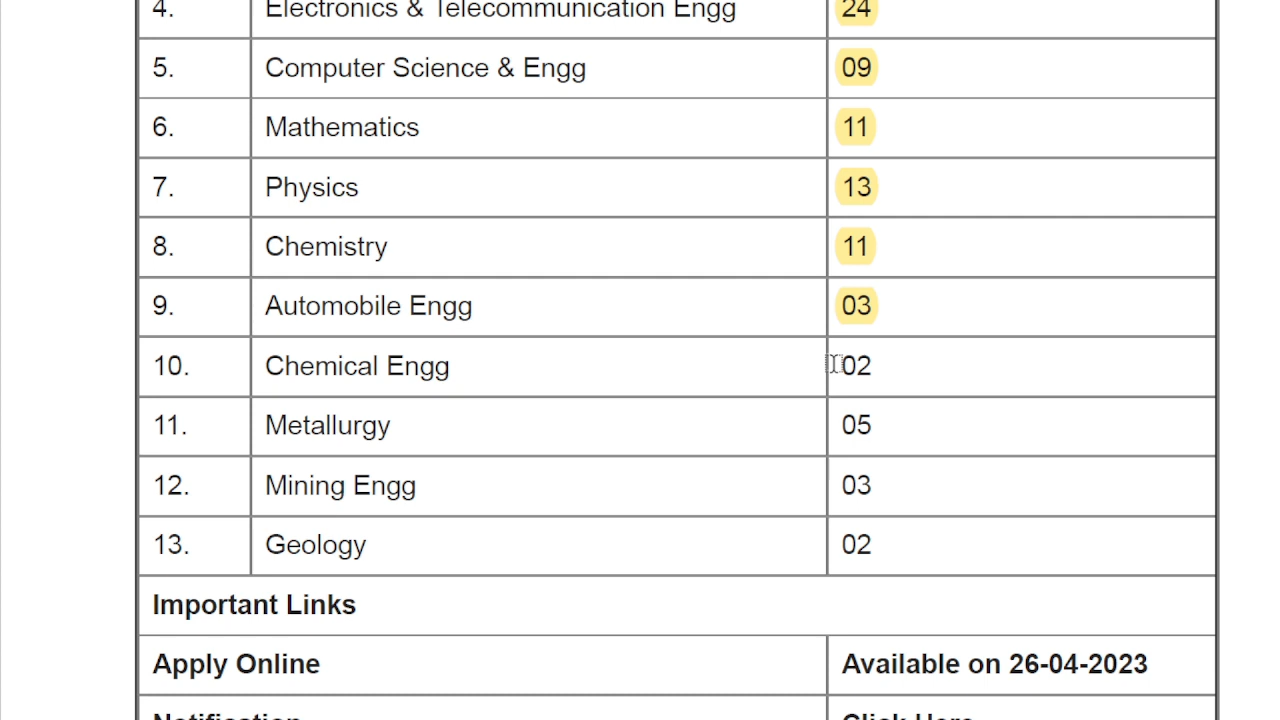 4. Electronics & Telecommunication Engg 24
5. Computer Science & Engg 09
6. Mathematics 11
7. Physics 13
8. Chemistry 11
9. Automobile Engg 03
10. Chemical Engg 02
11. Metallurgy 05
12. Mining Engg 03
13. Geology 02
Important Links
Apply Online Available on 26-04-2023
Notification Click Here